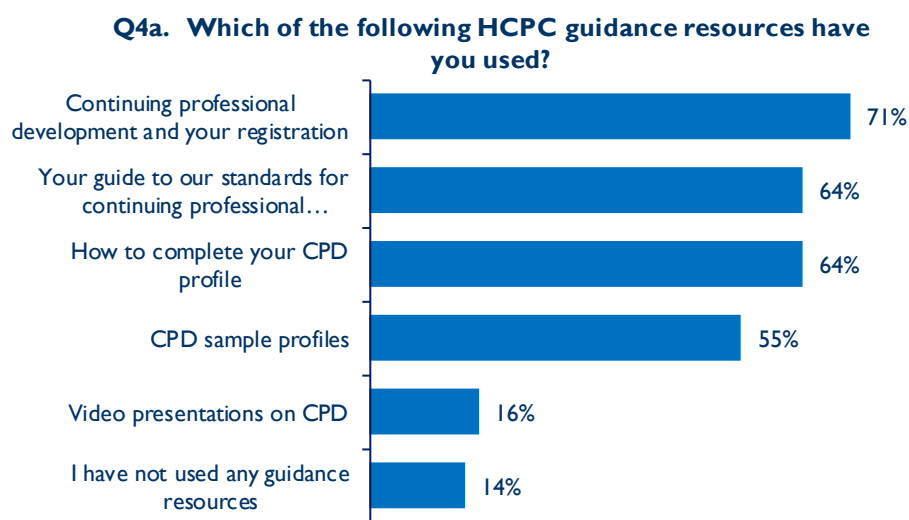 Q4a. Which of the following HCPC guidance resources have
you used?
Continuing professional
development and your registration
71%
Your guide to our standards for
continuing professional…
64%
How to complete your CPD
profile
64%
CPD sample profiles
55%
Video presentations on CPD
16%
I have not used any guidance
resources
14%